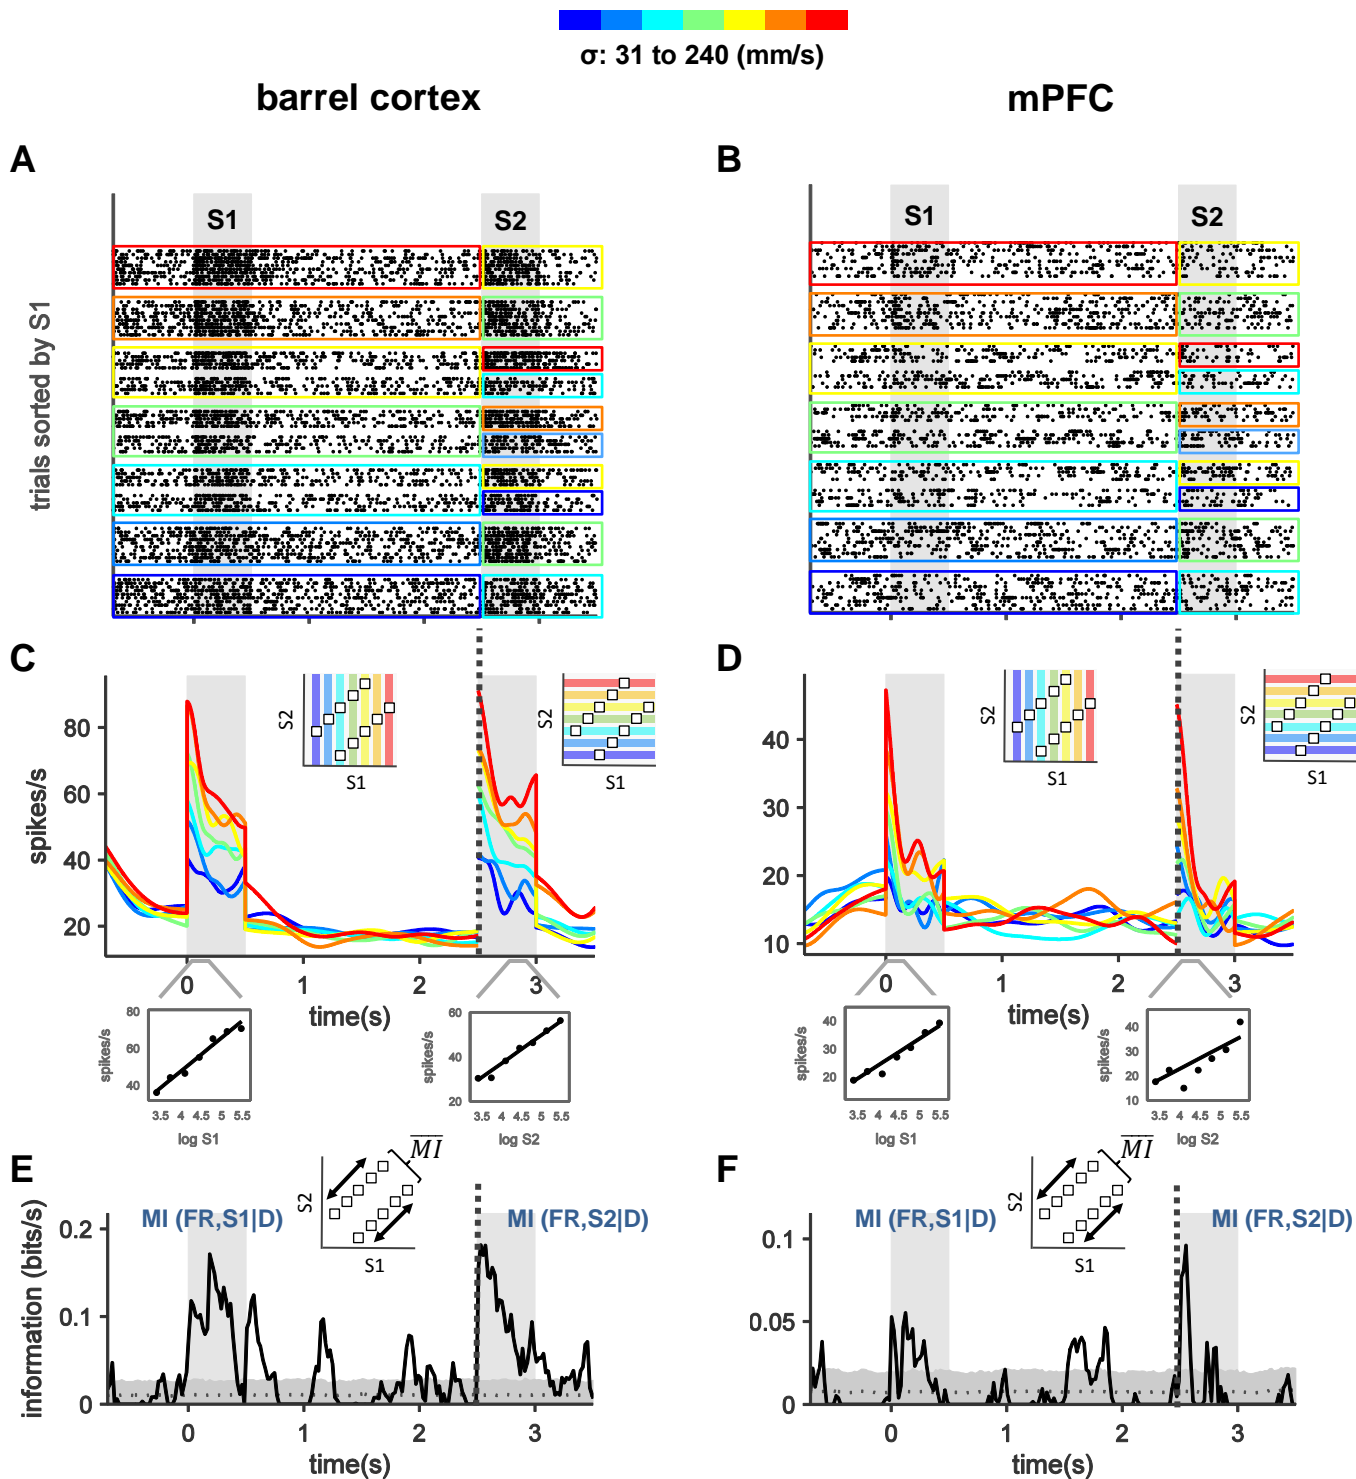 σ: 31 to 240 (mm/s)
barrel cortex
mPFC
A
B
S1
S2
S1
S2
trials sorted by S1
C
D
80
60
40
20
spikes/s
S2
S1
S2
S1
0
1
2
3
time(s)
40
30
20
10
spikes/s
S2
S1
S2
S1
0
1
2
3
time(s)
80
40
spikes/s
3.5 4 4.5 5 5.5
log S1
60
40
20
spikes/s
3.5 4 4.5 5 5.5
log S2
40
30
20
spikes/s
3.5 4 4.5 5 5.5
log S1
40
30
20
10
spikes/s
3.5 4 4.5 5 5.5
log S2
E
F
S2
S1
MI
MI (FR,S1|D)
MI (FR,S2|D)
0.2
0.1
0
information (bits/s)
0
1
2
3
time(s)
S2
S1
MI
MI (FR,S1|D)
MI (FR,S2|D)
0.1
0.05
0
0
1
2
3
time(s)